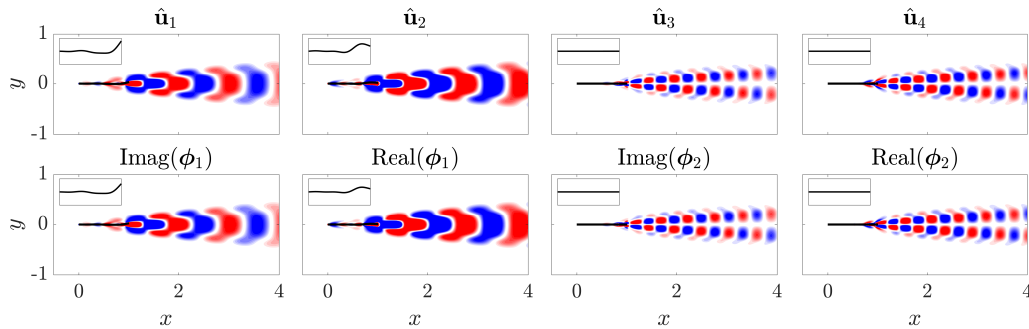 û₁ û₂ û₃ û₄
1
y 0
-1
Imag(ϕ₁) Real(ϕ₁) Imag(ϕ₂) Real(ϕ₂)
1
y 0
-1
0 2 4 0 2 4 0 2 4 0 2 4
x x x x